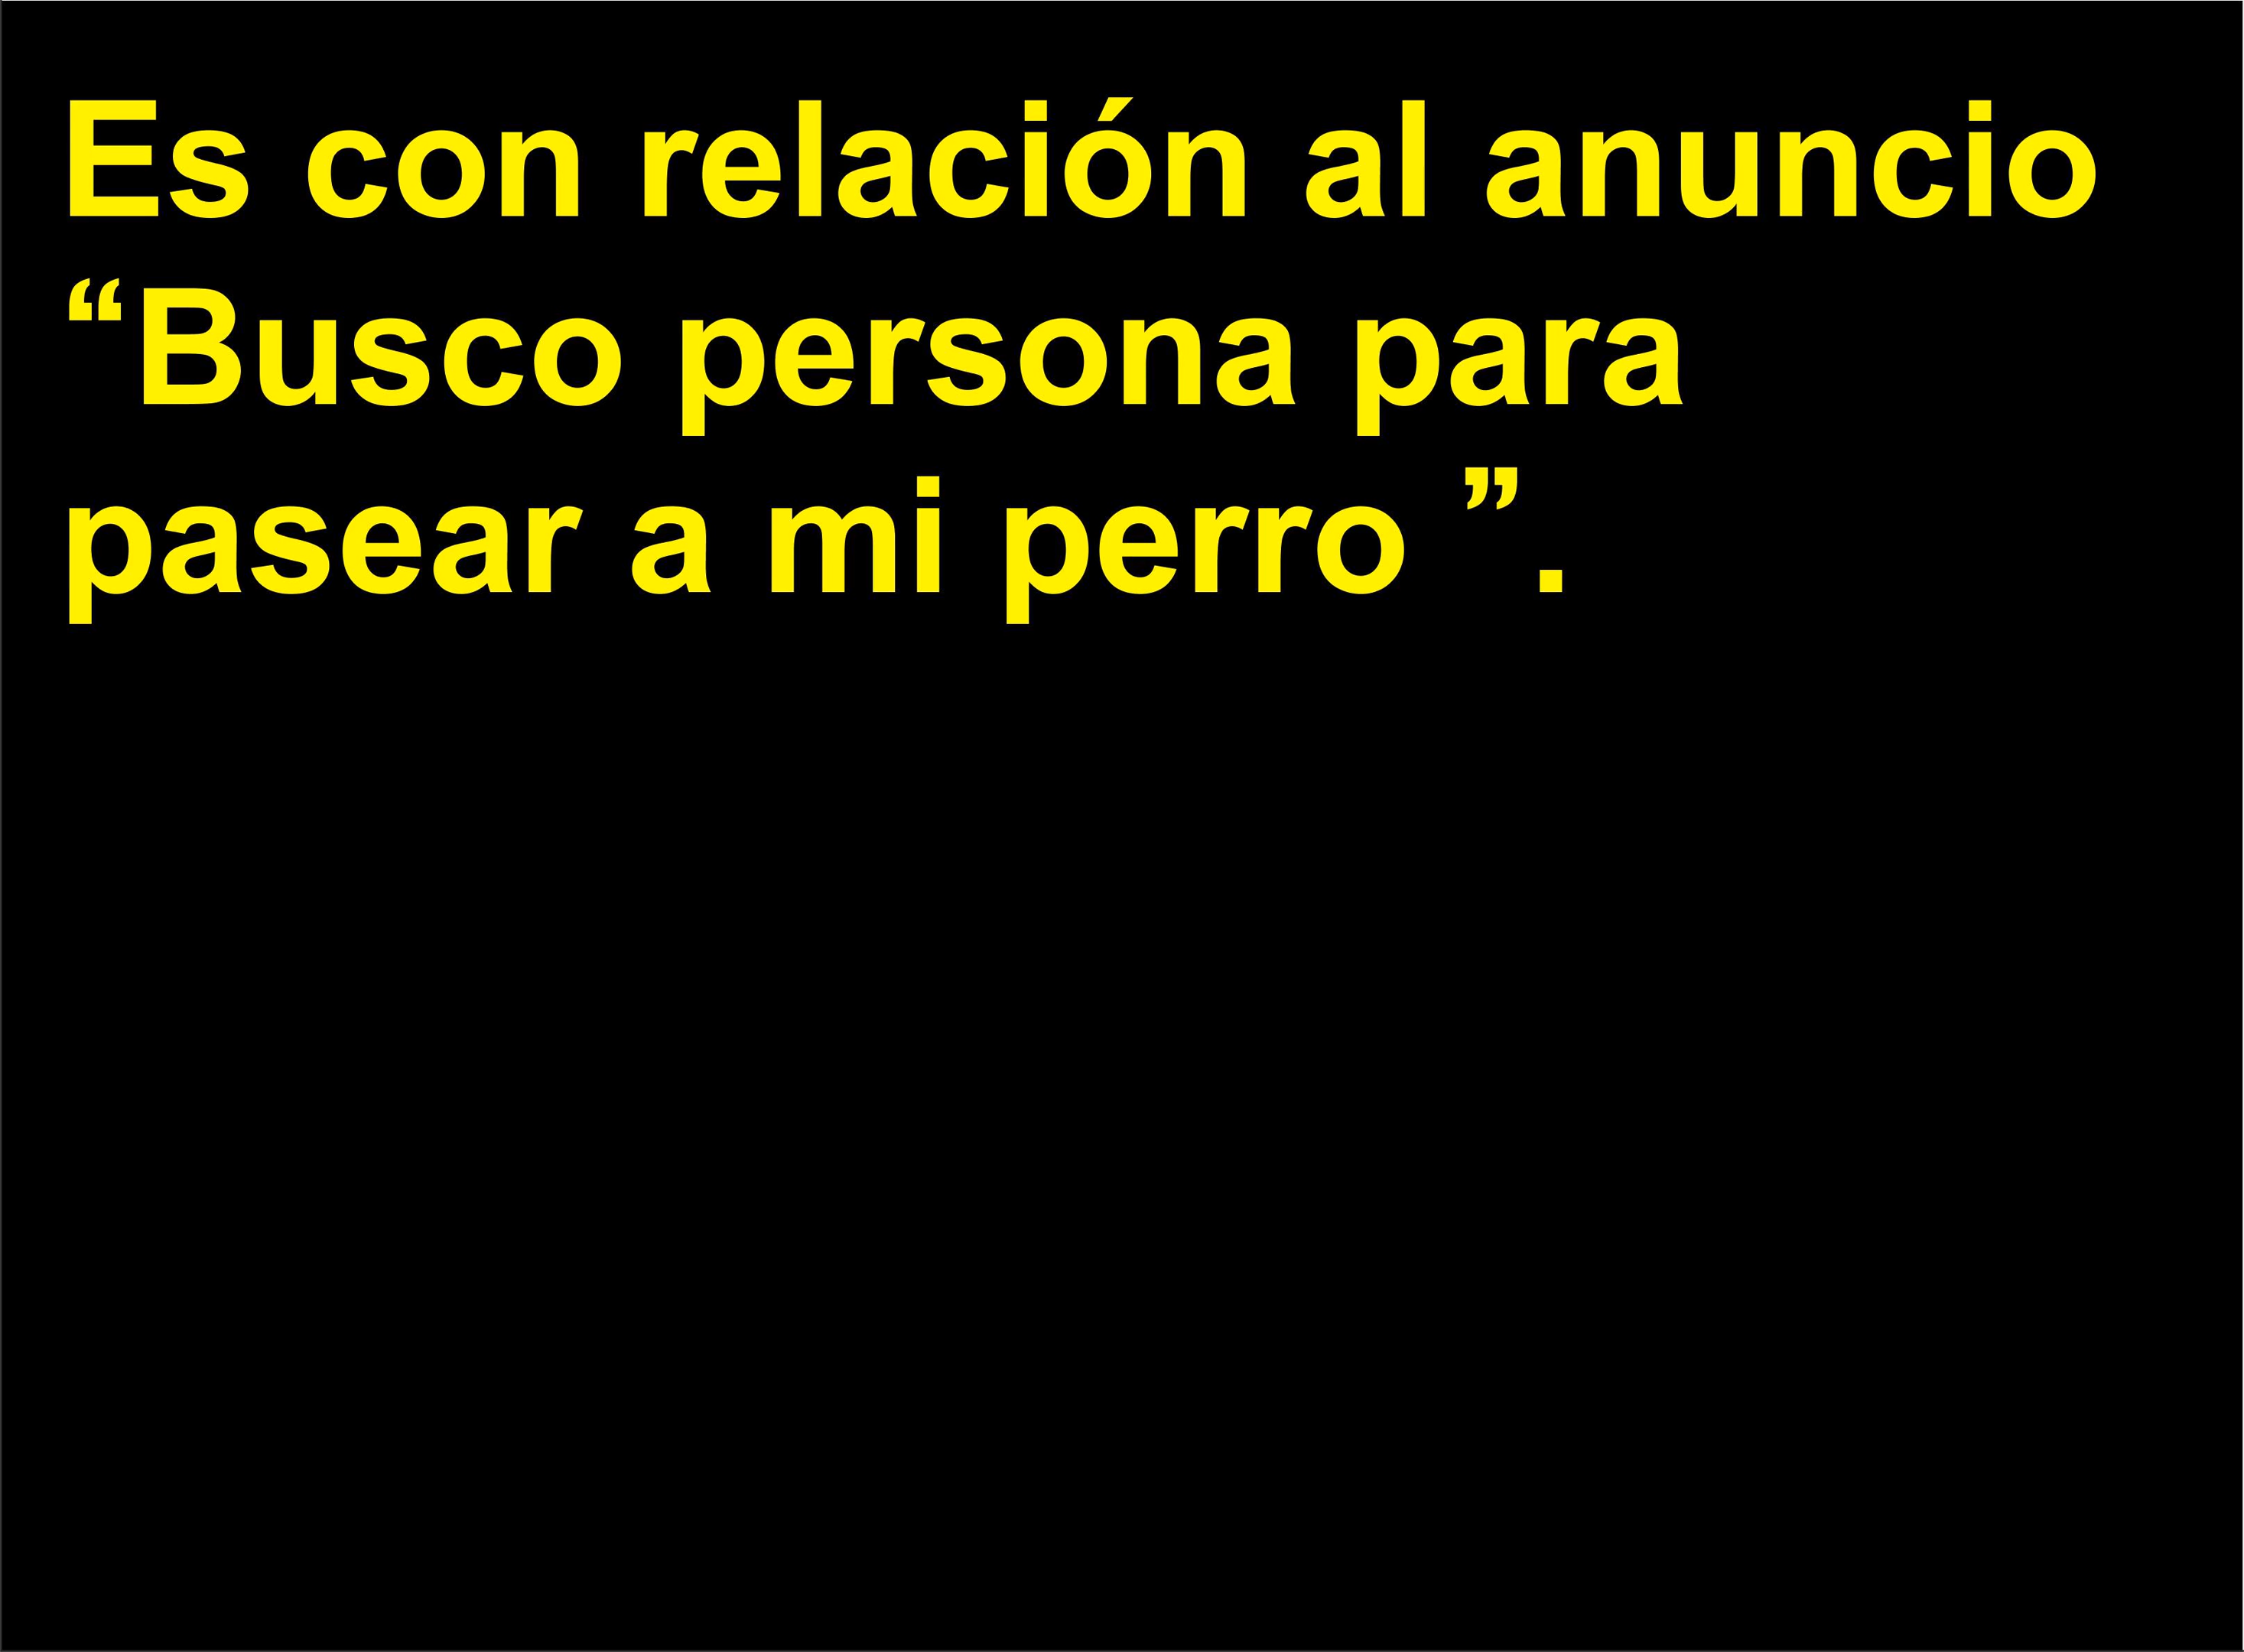 Es con relación al anuncio
“Busco persona para
pasear a mi perro ”.